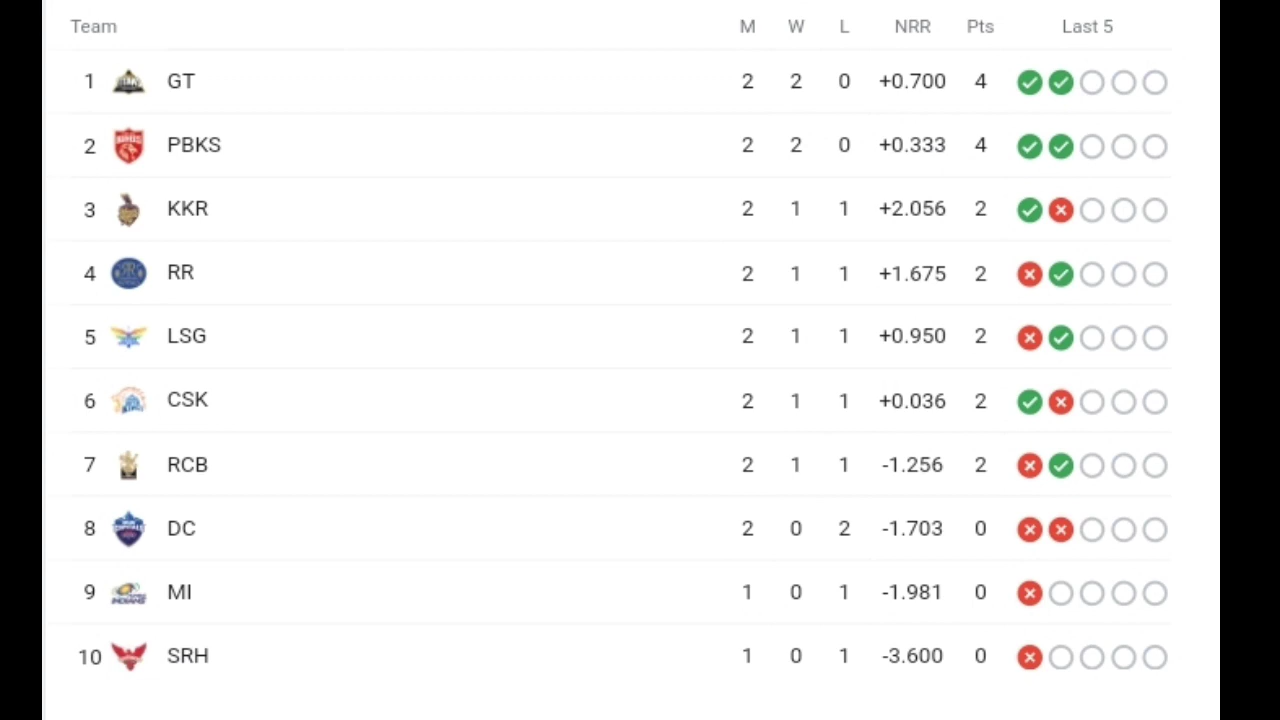 Team M W L NRR Pts Last 5
1 GT 2 2 0 +0.700 4
2 PBKS 2 2 0 +0.333 4
3 KKR 2 1 1 +2.056 2
4 RR 2 1 1 +1.675 2
5 LSG 2 1 1 +0.950 2
6 CSK 2 1 1 +0.036 2
7 RCB 2 1 1 -1.256 2
8 DC 2 0 2 -1.703 0
9 MI 1 0 1 -1.981 0
10 SRH 1 0 1 -3.600 0